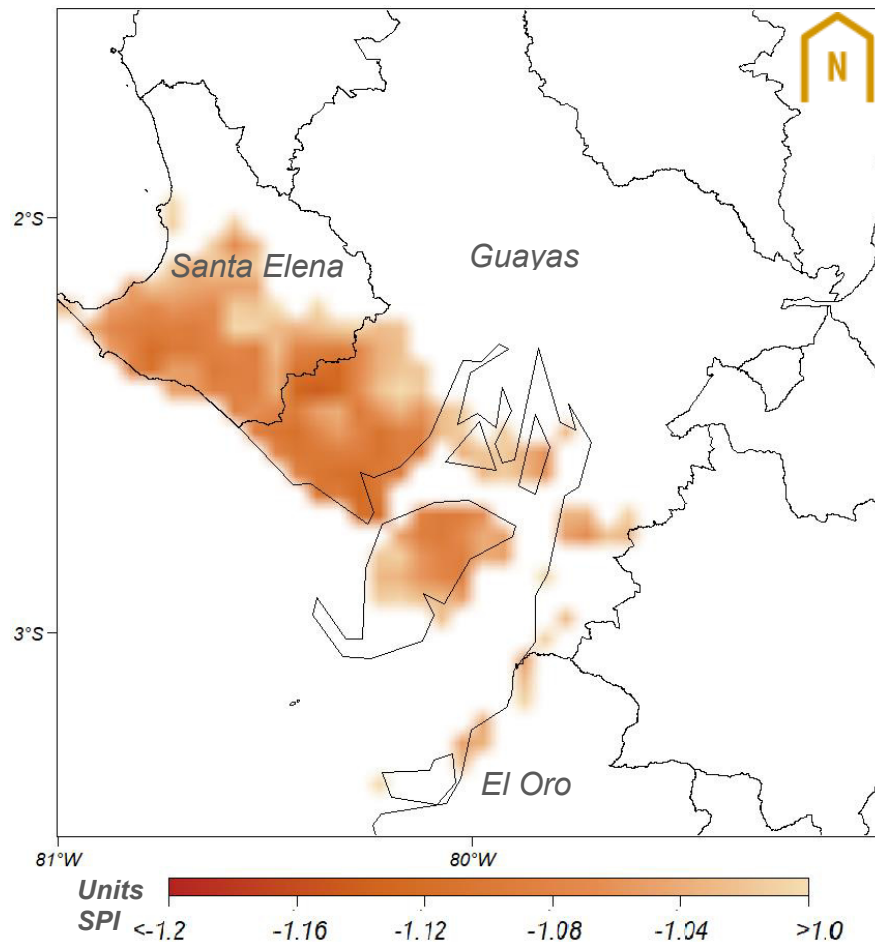 N
2°S
Santa Elena
Guayas
3°S
El Oro
81°W
80°W
Units
SPI
<-1.2
-1.16
-1.12
-1.08
-1.04
>1.0